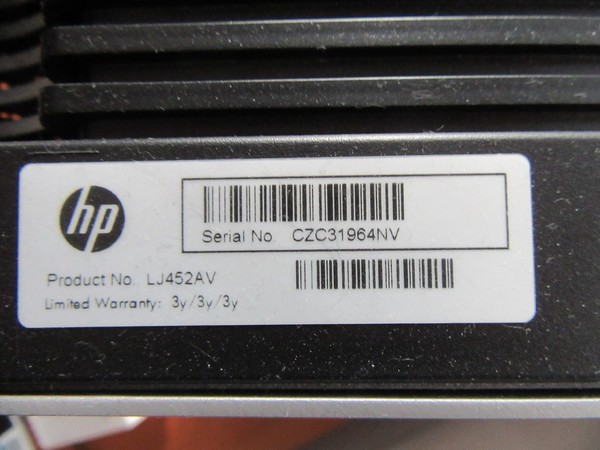 hp
Serial No CZC31964NV
Product No. LJ452AV
Limited Warranty: 3y/3y/3y